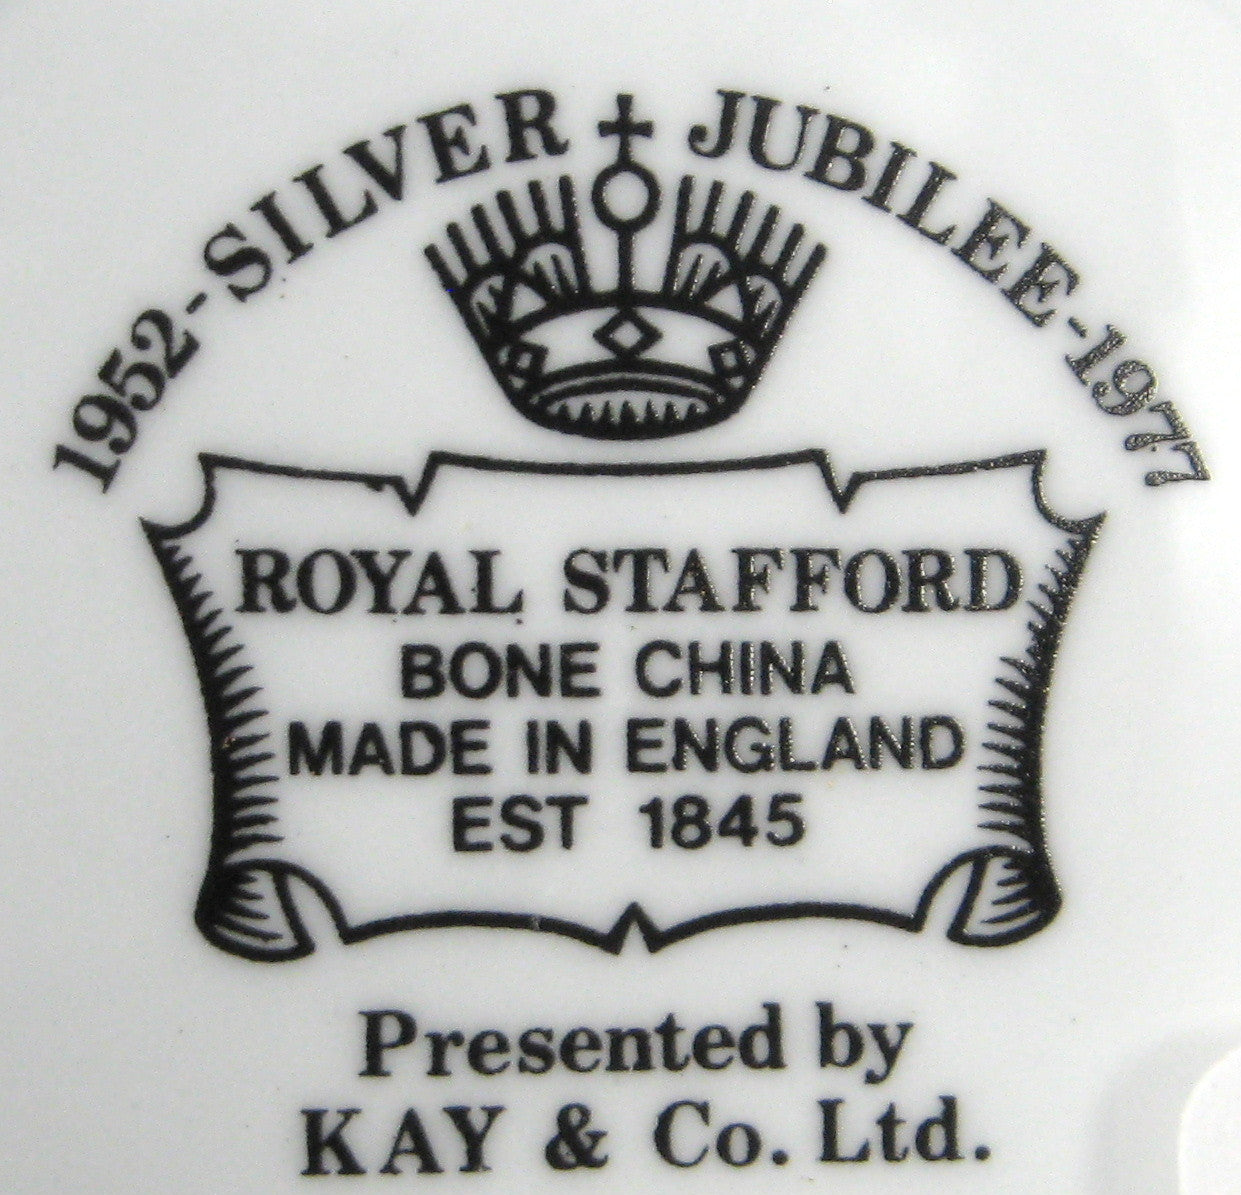 1952-SILVER JUBILEE-1977
ROYAL STAFFORD
BONE CHINA
MADE IN ENGLAND
EST 1845
Presented by
KAY & Co. Ltd.